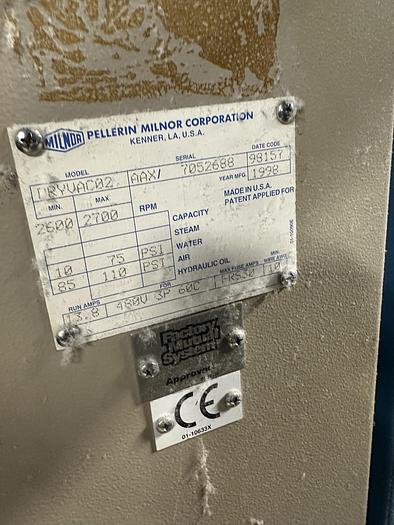 MILNOR PELLERIN MILNOR CORPORATION
KENNER, LA, U.S.A.
MODEL SERIAL DATE CODE
DRYVAC02 AAX/ 7052688 98157
MIN. MAX. YEAR MFG. 1998
2600 2700 RPM MADE IN U.S.A.
PATENT APPLIED FOR
CAPACITY
STEAM
10 75 PSI WATER
85 110 PSI AIR
HYDRAULIC OIL
RUN AMPS FOR MAX FUSE AMPS MIN. WIRE AWG
13.8 480V 3P 60C FRS30 10
01-10080E
Factory
Mutual
System
Approved
CE
01-10633X